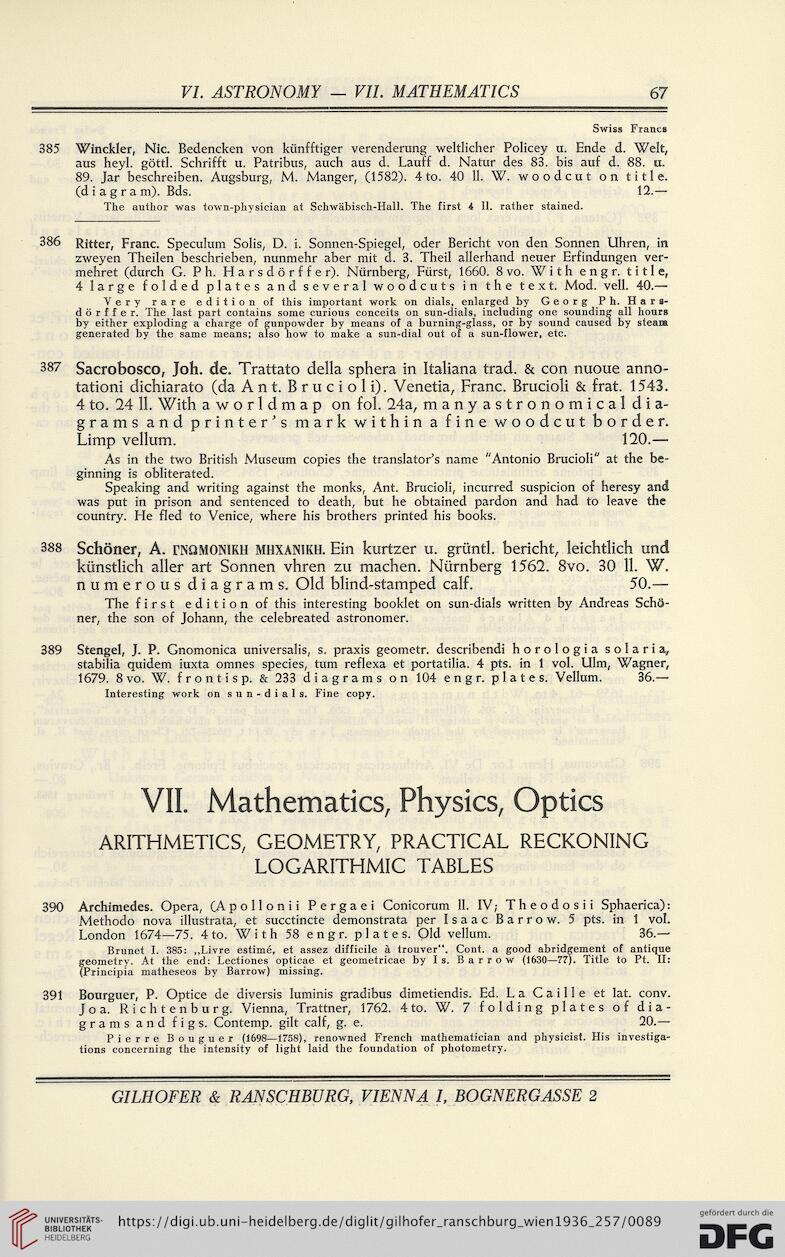 VI. ASTRONOMY — VII. MATHEMATICS 67
Swiss Francs
385 Winckler, Nic. Bedencken von künfftiger verenderung weltlicher Policey u. Ende d. Welt,
aus heyl. göttl. Schrifft u. Patribus, auch aus d. Lauff d. Natur des 83. bis auf d. 88. u.
89. Jar beschreiben. Augsburg, M. Manger, (1582). 4to. 40 ll. W. woodcut on title.
(diagram). Bds. 12.—
The author was town-physician at Schwäbisch-Hall. The first 4 ll. rather stained.
386 Ritter, Franc. Speculum Solis, D. i. Sonnen-Spiegel, oder Bericht von den Sonnen Uhren, in
zweyen Theilen beschrieben, nunmehr aber mit d. 3. Theil allerhand neuer Erfindungen ver-
mehret (durch G. Ph. Harsdörffer). Nürnberg, Fürst, 1660. 8vo. With engr. title,
4 large folded plates and several woodcuts in the text. Mod. vell. 40.—
Very rare edition of this important work on dials, enlarged by Georg Ph. Hars-
dörffer. The last part contains some curious conceits on sun-dials, including one sounding all hours
by either exploding a charge of gunpowder by means of a burning-glass, or by sound caused by steam
generated by the same means; also how to make a sun-dial out of a sun-flower, etc.
387 Sacrobosco, Joh. de. Trattato della sphera in Italiana trad. & con nuoue anno-
tationi dichiarato (da Ant. Brucioli). Venetia, Franc. Brucioli & frat. 1543.
4to. 24 ll. With a worldmap on fol. 24a, many astronomical dia-
grams and printer's mark within a fine woodcut border.
Limp vellum. 120.—
As in the two British Museum copies the translator's name "Antonio Brucioli" at the be-
ginning is obliterated.
Speaking and writing against the monks, Ant. Brucioli, incurred suspicion of heresy and
was put in prison and sentenced to death, but he obtained pardon and had to leave the
country. He fled to Venice, where his brothers printed his books.
388 Schöner, A. ΓΝΩΜΟΝΙΚΗ ΜΗΧΑΝΙΚΗ. Ein kurtzer u. grüntl. bericht, leichtlich und
künstlich aller art Sonnen vhren zu machen. Nürnberg 1562. 8vo. 30 ll. W.
numerous diagrams. Old blind-stamped calf. 50.—
The first edition of this interesting booklet on sun-dials written by Andreas Schö-
ner, the son of Johann, the celebreated astronomer.
389 Stengel, J. P. Gnomonica universalis, s. praxis geometr. describendi horologia solaria,
stabilia quidem iuxta omnes species, tum reflexa et portatilia. 4 pts. in 1 vol. Ulm, Wagner,
1679. 8vo. W. frontisp. & 233 diagrams on 104 engr. plates. Vellum. 36.—
Interesting work on sun-dials. Fine copy.
VII. Mathematics, Physics, Optics
ARITHMETICS, GEOMETRY, PRACTICAL RECKONING
LOGARITHMIC TABLES
390 Archimedes. Opera, (Apollonii Pergaei Conicorum ll. IV; Theodosii Sphaerica):
Methodo nova illustrata, et succtincte demonstrata per Isaac Barrow. 5 pts. in 1 vol.
London 1674—75. 4to. With 58 engr. plates. Old vellum. 36.—
Brunet I. 385: „Livre estimé, et assez difficile à trouver". Cont. a good abridgement of antique
geometry. At the end: Lectiones opticae et geometricae by Is. Barrow (1630—77). Title to Pt. II:
(Principia matheseos by Barrow) missing.
391 Bourguer, P. Optice de diversis luminis gradibus dimetiendis. Ed. La Caille et lat. conv.
Joa. Richtenburg. Vienna, Trattner, 1762. 4to. W. 7 folding plates of dia-
grams and figs. Contemp. gilt calf, g. e. 20.—
Pierre Bouguer (1698—1758), renowned French mathematician and physicist. His investiga-
tions concerning the intensity of light laid the foundation of photometry.
GILHOFER & RANSCHBURG, VIENNA I, BOGNERGASSE 2
UNIVERSITÄTS-
BIBLIOTHEK
HEIDELBERG
https://digi.ub.uni-heidelberg.de/diglit/gilhofer_ranschburg_wien1936_257/0089
gefördert durch die
DFG